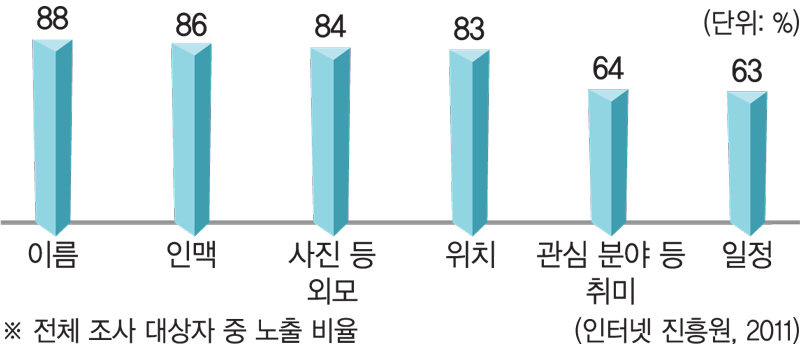 (단위: %)
88 86 84 83 64 63
이름 인맥 사진 등 위치 관심 분야 등 일정
외모 취미
※ 전체 조사 대상자 중 노출 비율 (인터넷 진흥원, 2011)